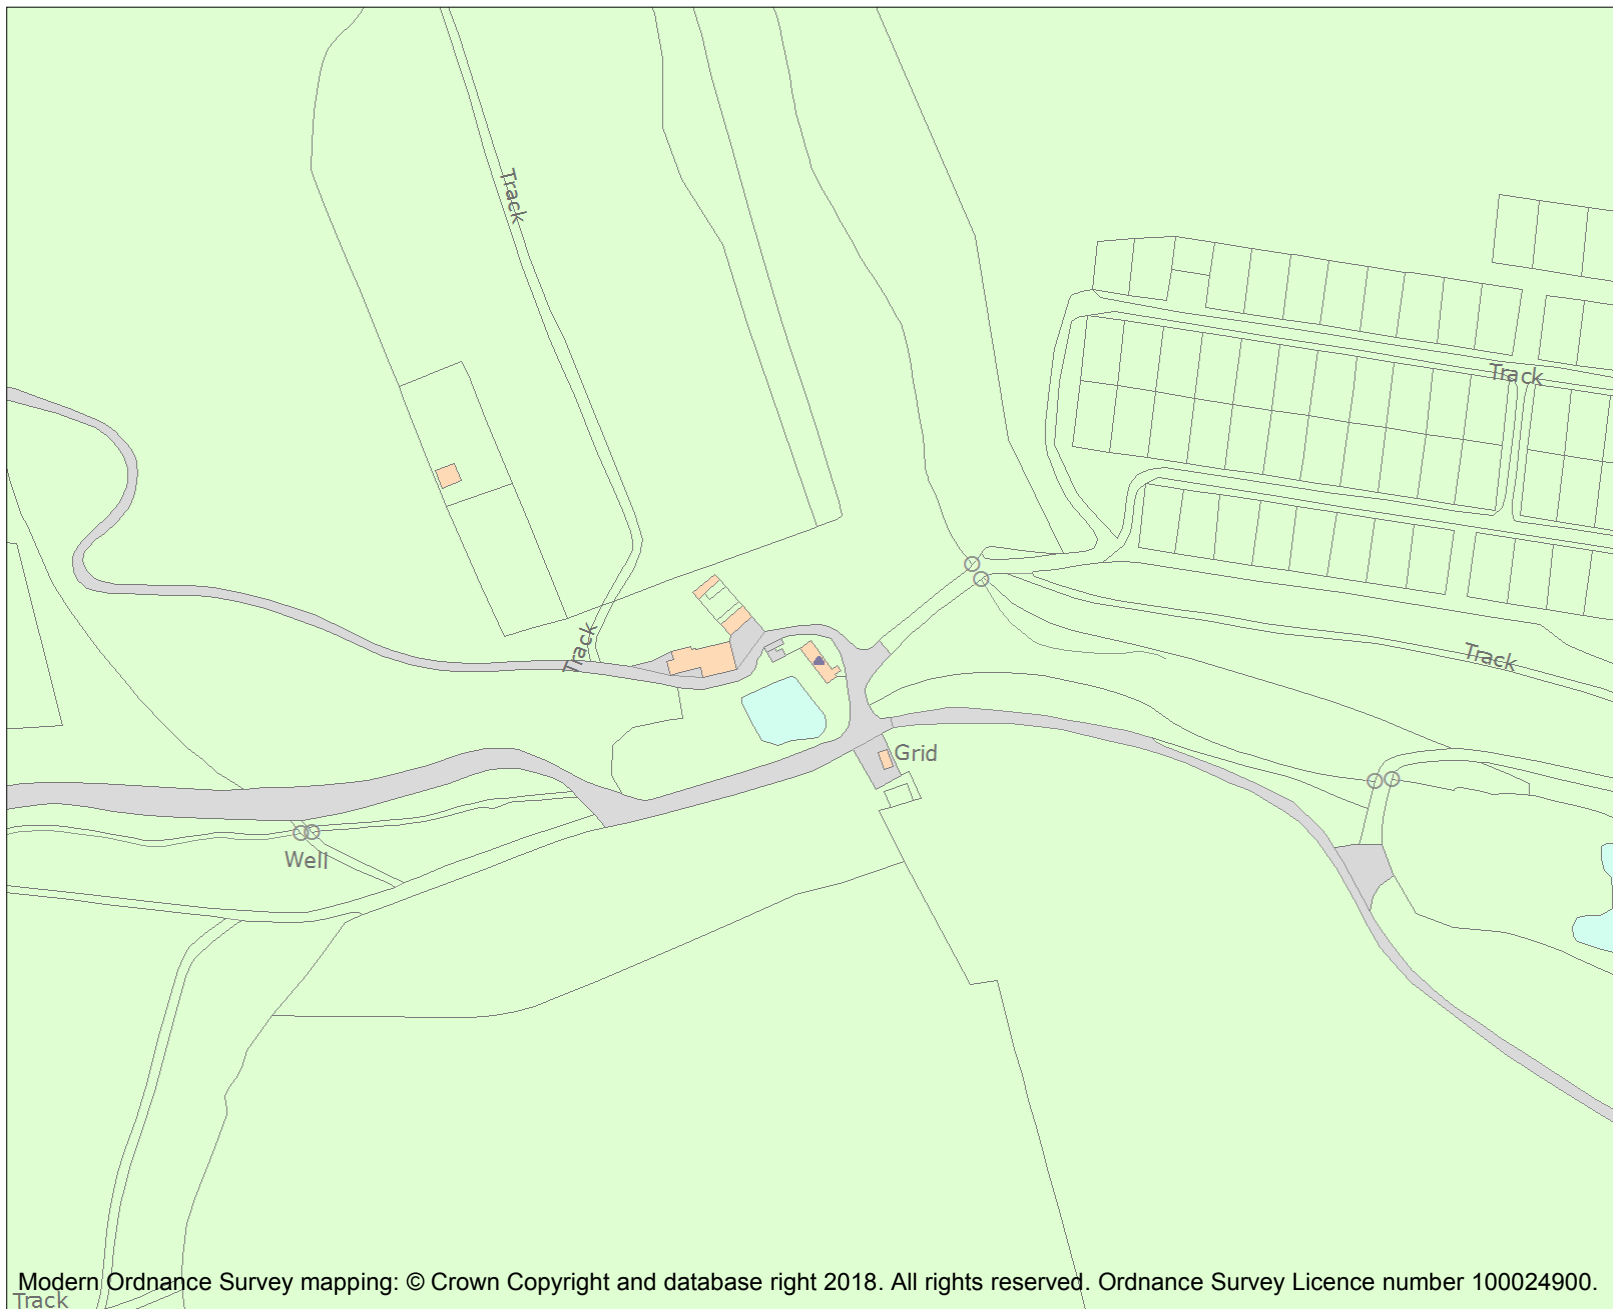 Track
Track
Track
Track
Grid
Well
Modern Ordnance Survey mapping: © Crown Copyright and database right 2018. All rights reserved. Ordnance Survey Licence number 100024900.
Track